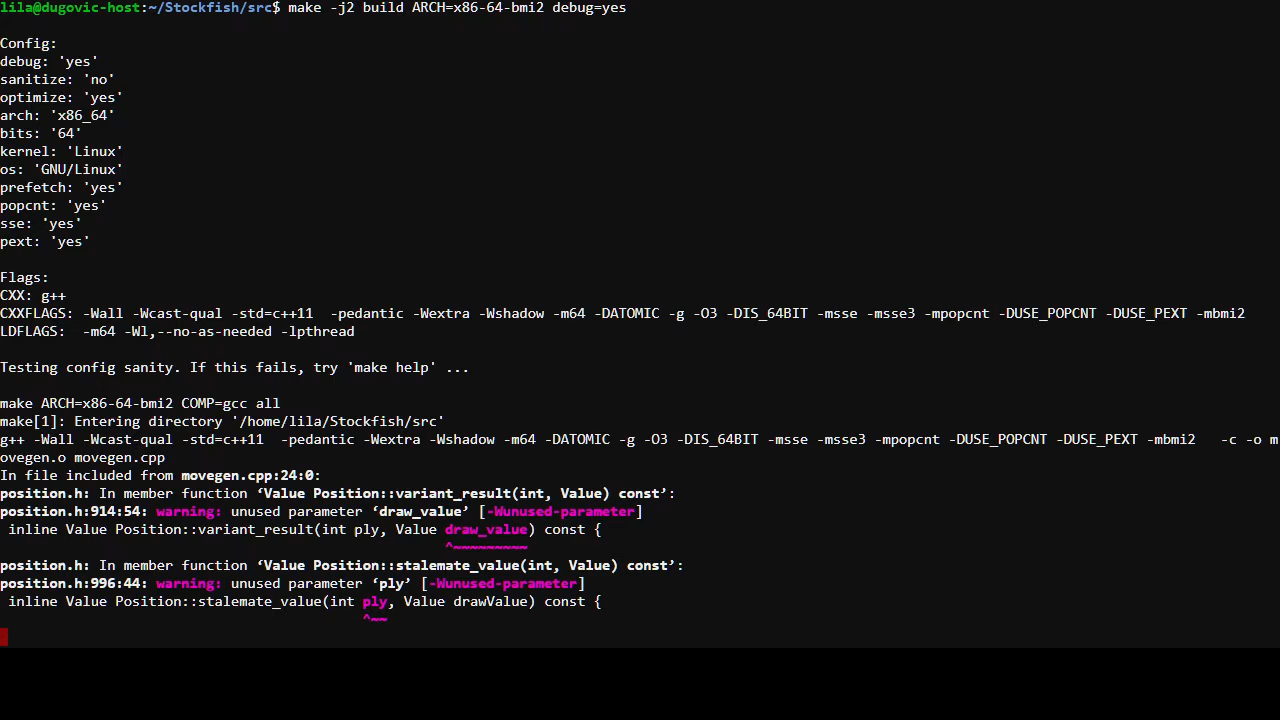 lila@dugovic-host:~/Stockfish/src$ make -j2 build ARCH=x86-64-bmi2 debug=yes
Config:
debug: 'yes'
sanitize: 'no'
optimize: 'yes'
arch: 'x86_64'
bits: '64'
kernel: 'Linux'
os: 'GNU/Linux'
prefetch: 'yes'
popcnt: 'yes'
sse: 'yes'
pext: 'yes'
Flags:
CXX: g++
CXXFLAGS: -Wall -Wcast-qual -std=c++11  -pedantic -Wextra -Wshadow -m64 -DATOMIC -g -O3 -DIS_64BIT -msse -msse3 -mpopcnt -DUSE_POPCNT -DUSE_PEXT -mbmi2
LDFLAGS:  -m64 -Wl,--no-as-needed -lpthread
Testing config sanity. If this fails, try 'make help' ...
make ARCH=x86-64-bmi2 COMP=gcc all
make[1]: Entering directory '/home/lila/Stockfish/src'
g++ -Wall -Wcast-qual -std=c++11  -pedantic -Wextra -Wshadow -m64 -DATOMIC -g -O3 -DIS_64BIT -msse -msse3 -mpopcnt -DUSE_POPCNT -DUSE_PEXT -mbmi2   -c -o m
ovegen.o movegen.cpp
In file included from movegen.cpp:24:0:
position.h: In member function ‘Value Position::variant_result(int, Value) const’:
position.h:914:54: warning: unused parameter ‘draw_value’ [-Wunused-parameter]
 inline Value Position::variant_result(int ply, Value draw_value) const {
                                                      ^~~~~~~~~~
position.h: In member function ‘Value Position::stalemate_value(int, Value) const’:
position.h:996:44: warning: unused parameter ‘ply’ [-Wunused-parameter]
 inline Value Position::stalemate_value(int ply, Value drawValue) const {
                                            ^~~